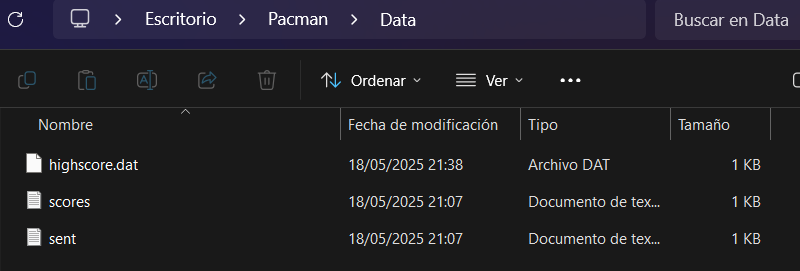 Escritorio > Pacman > Data Buscar en Data
Ordenar Ver
Nombre Fecha de modificación Tipo Tamaño
highscore.dat 18/05/2025 21:38 Archivo DAT 1 KB
scores 18/05/2025 21:07 Documento de tex... 1 KB
sent 18/05/2025 21:07 Documento de tex... 1 KB